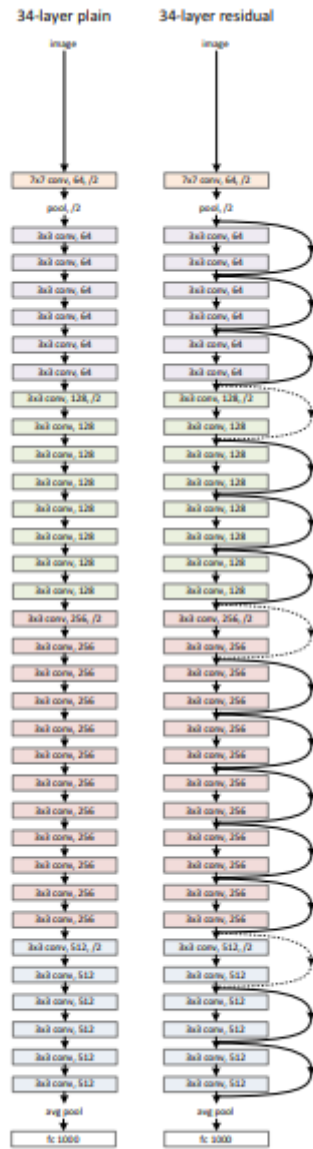 34-layer plain
image
7x7 conv, 64, /2
pool, /2
3x3 conv, 64
3x3 conv, 64
3x3 conv, 64
3x3 conv, 64
3x3 conv, 64
3x3 conv, 64
3x3 conv, 128, /2
3x3 conv, 128
3x3 conv, 128
3x3 conv, 128
3x3 conv, 128
3x3 conv, 128
3x3 conv, 128
3x3 conv, 128
3x3 conv, 256, /2
3x3 conv, 256
3x3 conv, 256
3x3 conv, 256
3x3 conv, 256
3x3 conv, 256
3x3 conv, 256
3x3 conv, 256
3x3 conv, 256
3x3 conv, 256
3x3 conv, 256
3x3 conv, 256
3x3 conv, 512, /2
3x3 conv, 512
3x3 conv, 512
3x3 conv, 512
3x3 conv, 512
3x3 conv, 512
avg pool
fc 1000
34-layer residual
image
7x7 conv, 64, /2
pool, /2
3x3 conv, 64
3x3 conv, 64
3x3 conv, 64
3x3 conv, 64
3x3 conv, 64
3x3 conv, 64
3x3 conv, 128, /2
3x3 conv, 128
3x3 conv, 128
3x3 conv, 128
3x3 conv, 128
3x3 conv, 128
3x3 conv, 128
3x3 conv, 128
3x3 conv, 256, /2
3x3 conv, 256
3x3 conv, 256
3x3 conv, 256
3x3 conv, 256
3x3 conv, 256
3x3 conv, 256
3x3 conv, 256
3x3 conv, 256
3x3 conv, 256
3x3 conv, 256
3x3 conv, 256
3x3 conv, 512, /2
3x3 conv, 512
3x3 conv, 512
3x3 conv, 512
3x3 conv, 512
3x3 conv, 512
avg pool
fc 1000